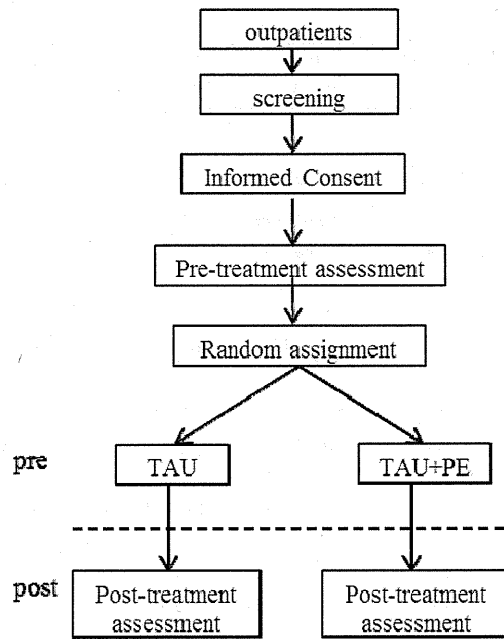 outpatients
screening
Informed Consent
Pre-treatment assessment
Random assignment
pre
TAU
TAU+PE
post
Post-treatment
assessment
Post-treatment
assessment